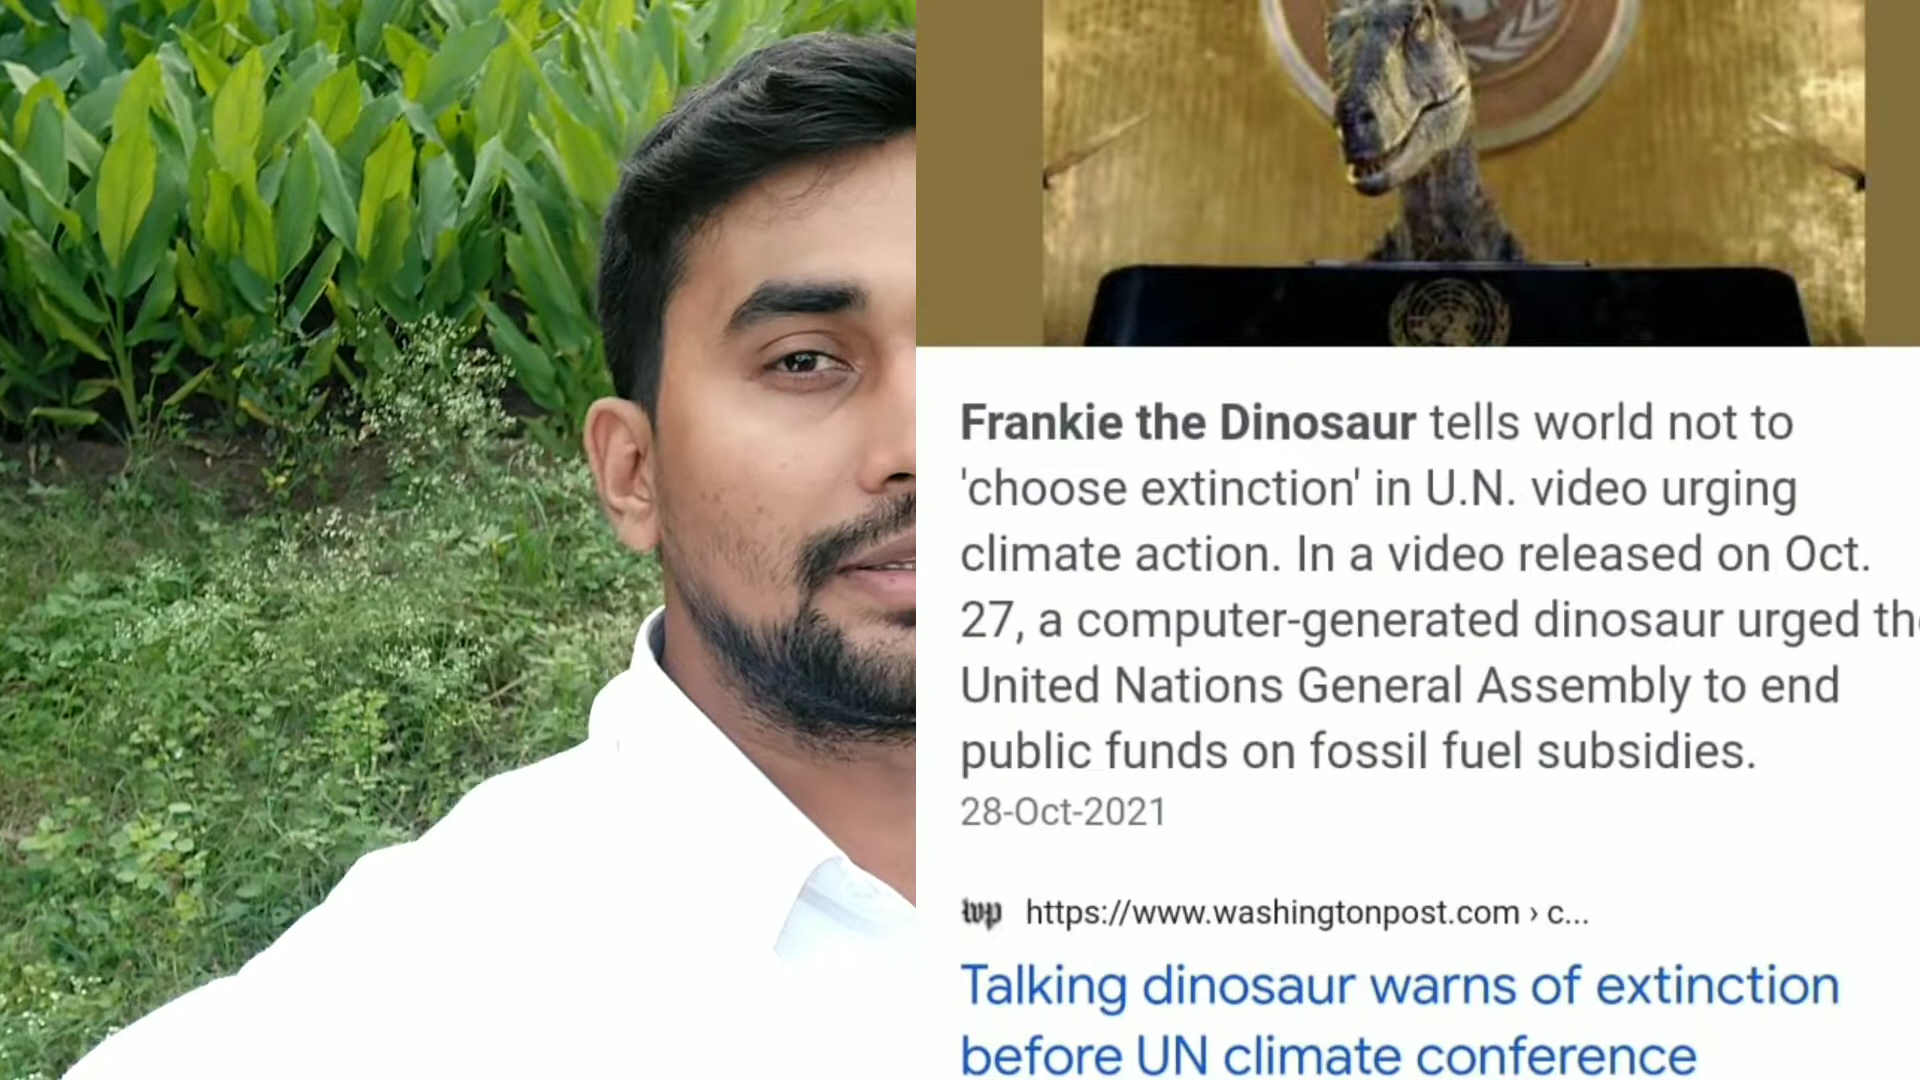 Frankie the Dinosaur tells world not to
'choose extinction' in U.N. video urging
climate action. In a video released on Oct.
27, a computer-generated dinosaur urged the
United Nations General Assembly to end
public funds on fossil fuel subsidies.
28-Oct-2021
wp https://www.washingtonpost.com › c...
Talking dinosaur warns of extinction
before UN climate conference